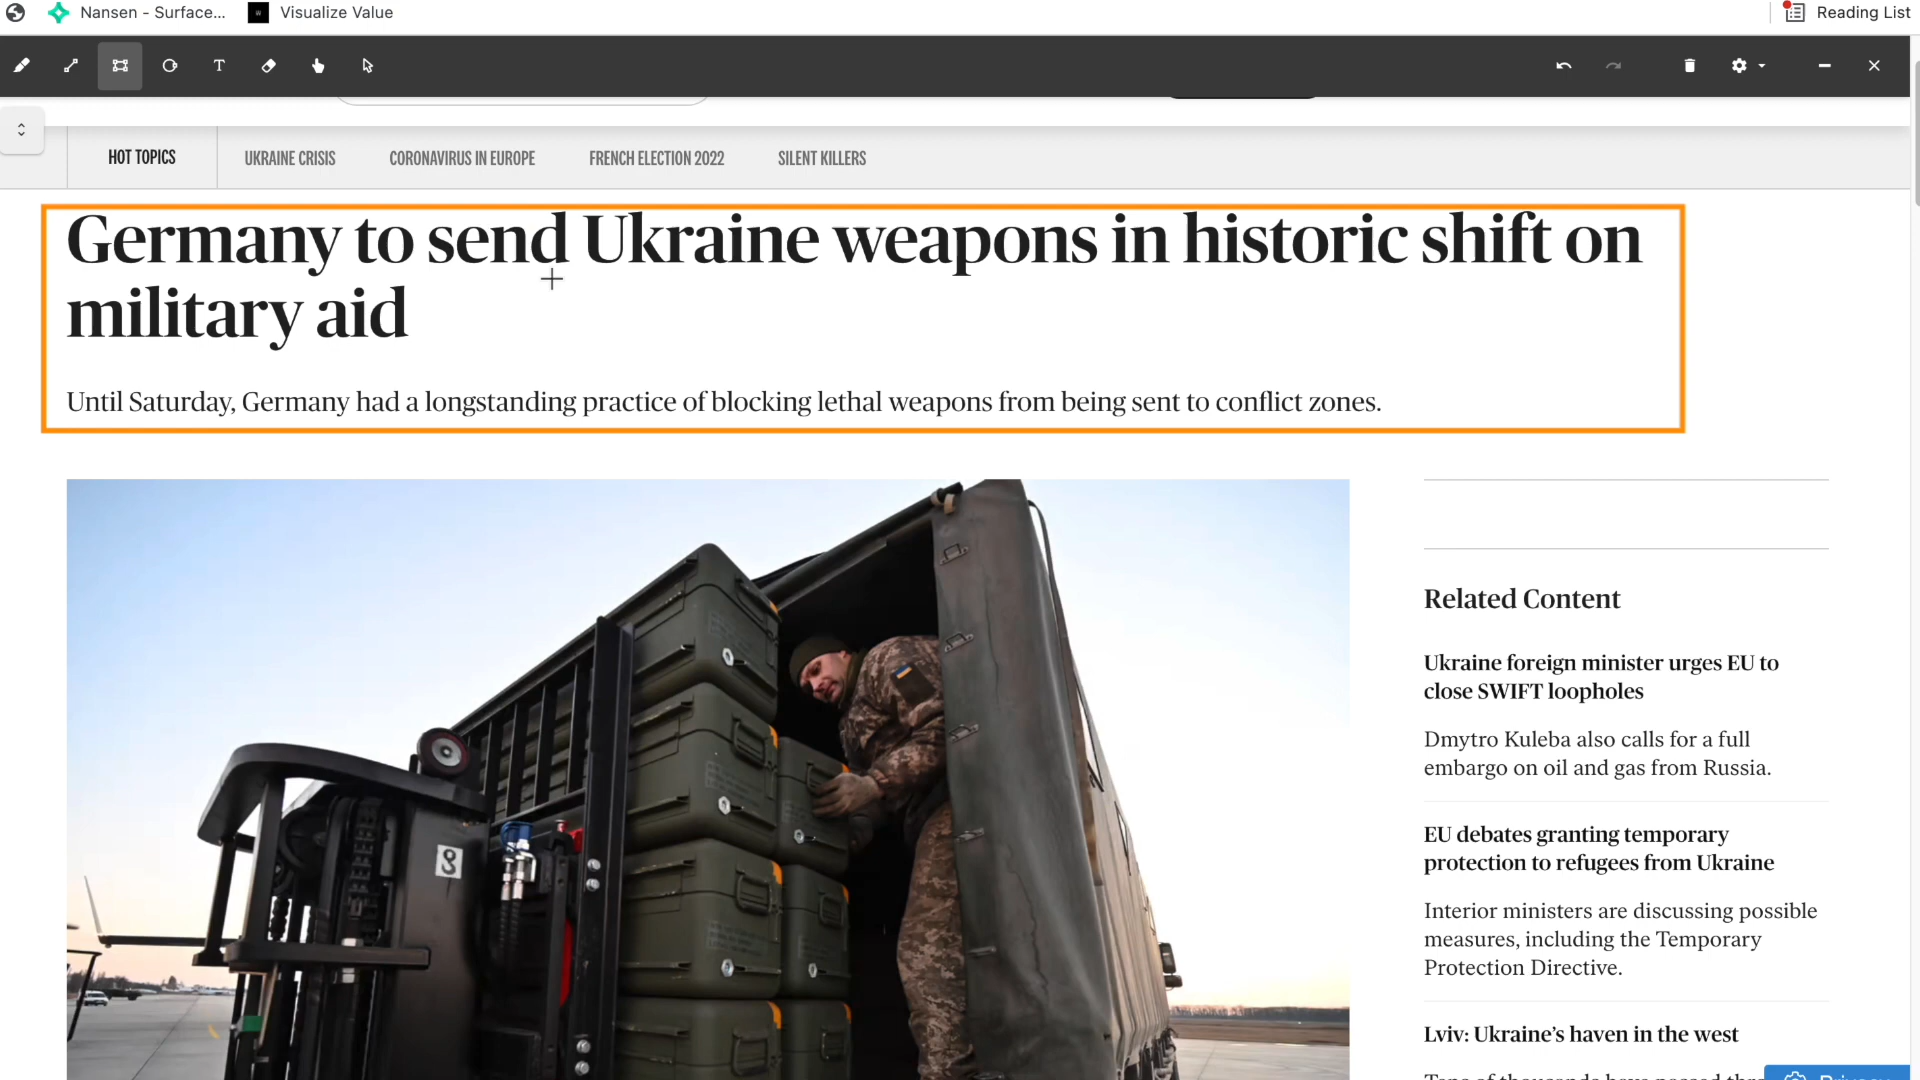 Nansen - Surface...
Visualize Value
Reading List
T
HOT TOPICS
UKRAINE CRISIS
CORONAVIRUS IN EUROPE
FRENCH ELECTION 2022
SILENT KILLERS
Germany to send Ukraine weapons in historic shift on
military aid
Until Saturday, Germany had a longstanding practice of blocking lethal weapons from being sent to conflict zones.
8
Related Content
Ukraine foreign minister urges EU to
close SWIFT loopholes
Dmytro Kuleba also calls for a full
embargo on oil and gas from Russia.
EU debates granting temporary
protection to refugees from Ukraine
Interior ministers are discussing possible
measures, including the Temporary
Protection Directive.
Lviv: Ukraine's haven in the west